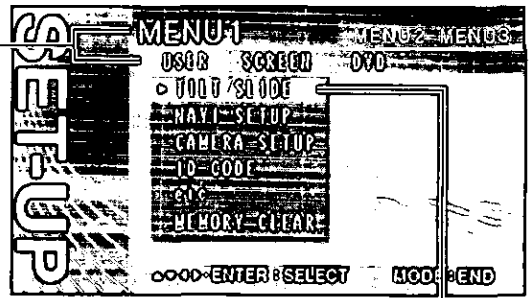 SET-UP
MENU1 MENU2 MENU3
USER SCREEN DVD
TILT/SLIDE
NAVI-SETUP
CAMERA-SETUP
ID-CODE
etc
MEMORY-CLEAR
ENTER:SELECT MODE:END